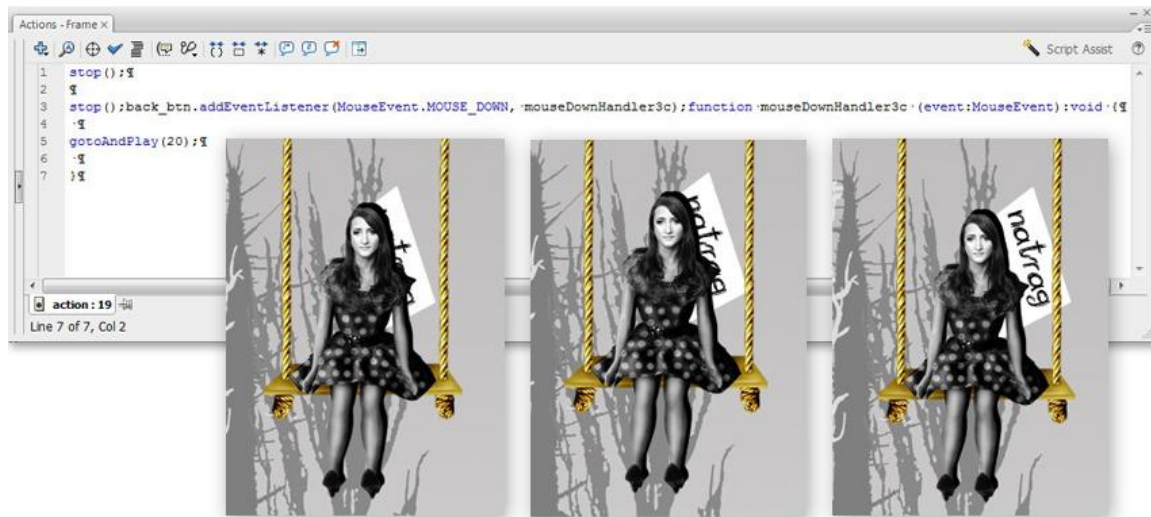 Actions - Frame ×
Script Assist
1 stop();¶
2 ¶
3 stop();back_btn.addEventListener(MouseEvent.MOUSE_DOWN,·mouseDownHandler3c);function·mouseDownHandler3c·(event:MouseEvent):void·{¶
4 ·¶
5 gotoAndPlay(20);¶
6 ·¶
7 }¶
natrag
natrag
action : 19
Line 7 of 7, Col 2